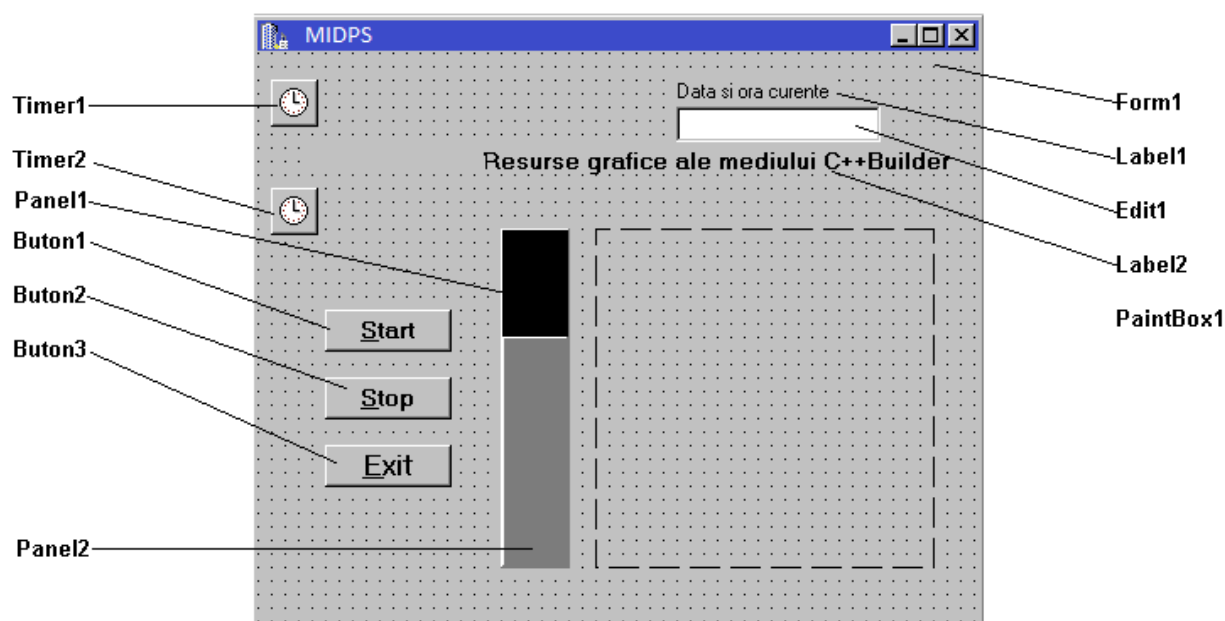 MIDPS
Timer1
Timer2
Panel1
Buton1
Buton2
Buton3
Panel2
Data si ora curente
Resurse grafice ale mediului C++Builder
Start
Stop
Exit
Form1
Label1
Edit1
Label2
PaintBox1